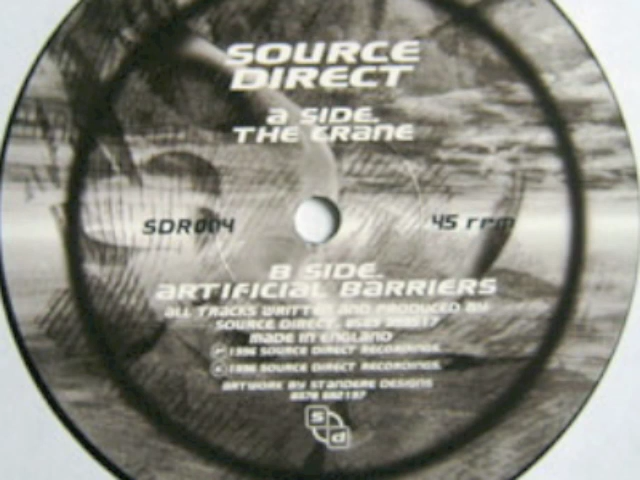 SOURCE
DIRECT
A SIDE.
THE CRANE
SDR004
45 rpm
B SIDE.
ARTIFICIAL BARRIERS
ALL TRACKS WRITTEN AND PRODUCED BY
SOURCE DIRECT.
MADE IN ENGLAND
1996 SOURCE DIRECT RECORDINGS.
1996 SOURCE DIRECT RECORDINGS.
ARTWORK BY DESIGNS
s
d